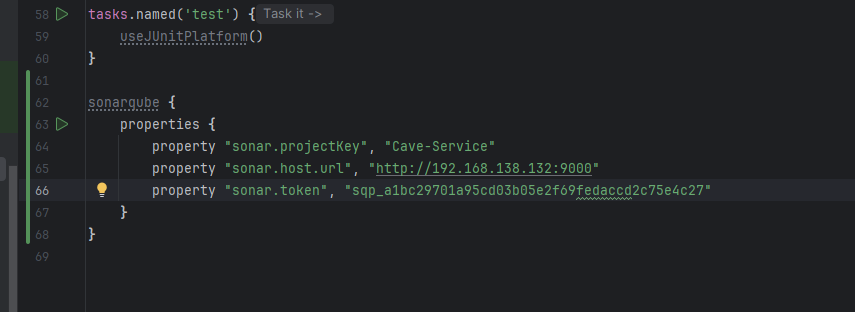 58 tasks.named('test') { Task it ->
59 useJUnitPlatform()
60 }
61
62 sonarqube {
63 properties {
64 property "sonar.projectKey", "Cave-Service"
65 property "sonar.host.url", "http://192.168.138.132:9000"
66 property "sonar.token", "sqp_a1bc29701a95cd03b05e2f69fedaccd2c75e4c27"
67 }
68 }
69